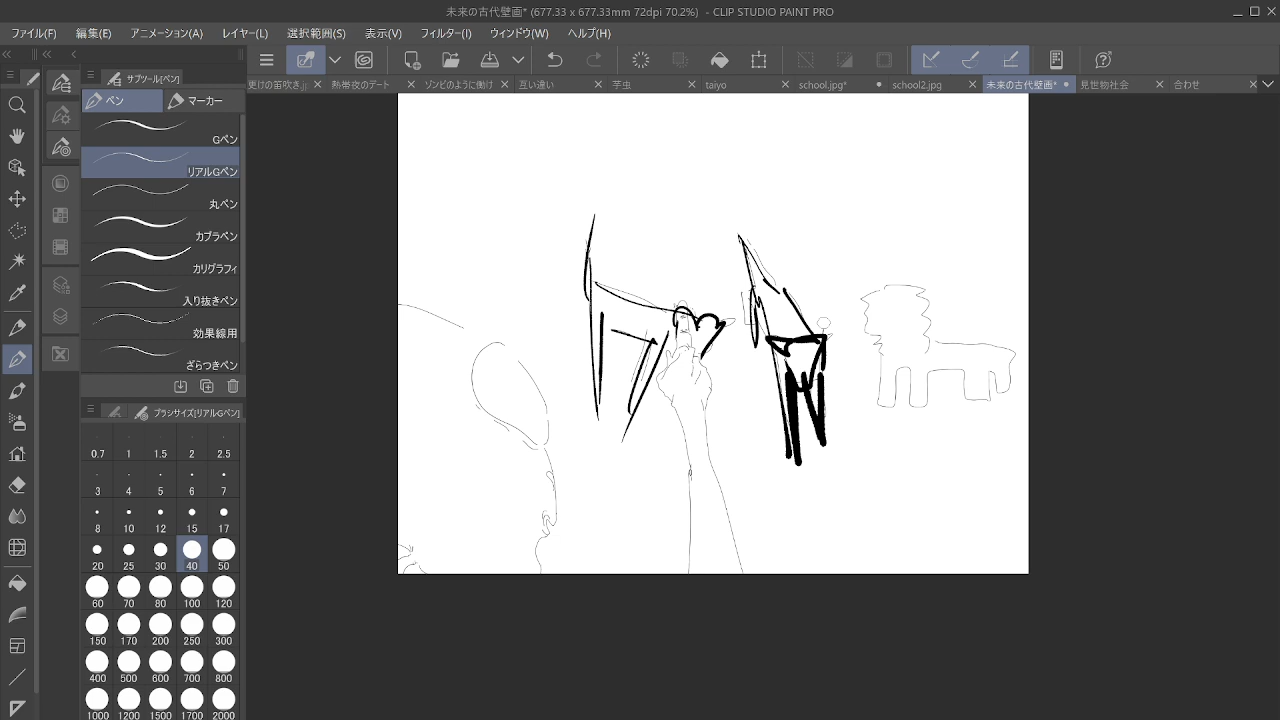 未来の古代壁画* (677.33 x 677.33mm 72dpi 70.2%) - CLIP STUDIO PAINT PRO
ファイル(F) 編集(E) アニメーション(A) レイヤー(L) 選択範囲(S) 表示(V) フィルター(I) ウィンドウ(W) ヘルプ(H)
更けの笛吹き.j 熱帯夜のデート ゾンビのように働け 互い違い 芋虫 taiyo school.jpg* school2.jpg 未来の古代壁画* 見世物社会 合わせ
サブツール[ペン]
ペン マーカー
Gペン
リアルGペン
丸ペン
カブラペン
カリグラフィ
入り抜きペン
効果線用
ざらつきペン
ブラシサイズ[リアルGペン]
0.7 1 1.5 2 2.5
3 4 5 6 7
8 10 12 15 17
20 25 30 40 50
60 70 80 100 120
150 170 200 250 300
400 500 600 700 800
1000 1200 1500 1700 2000